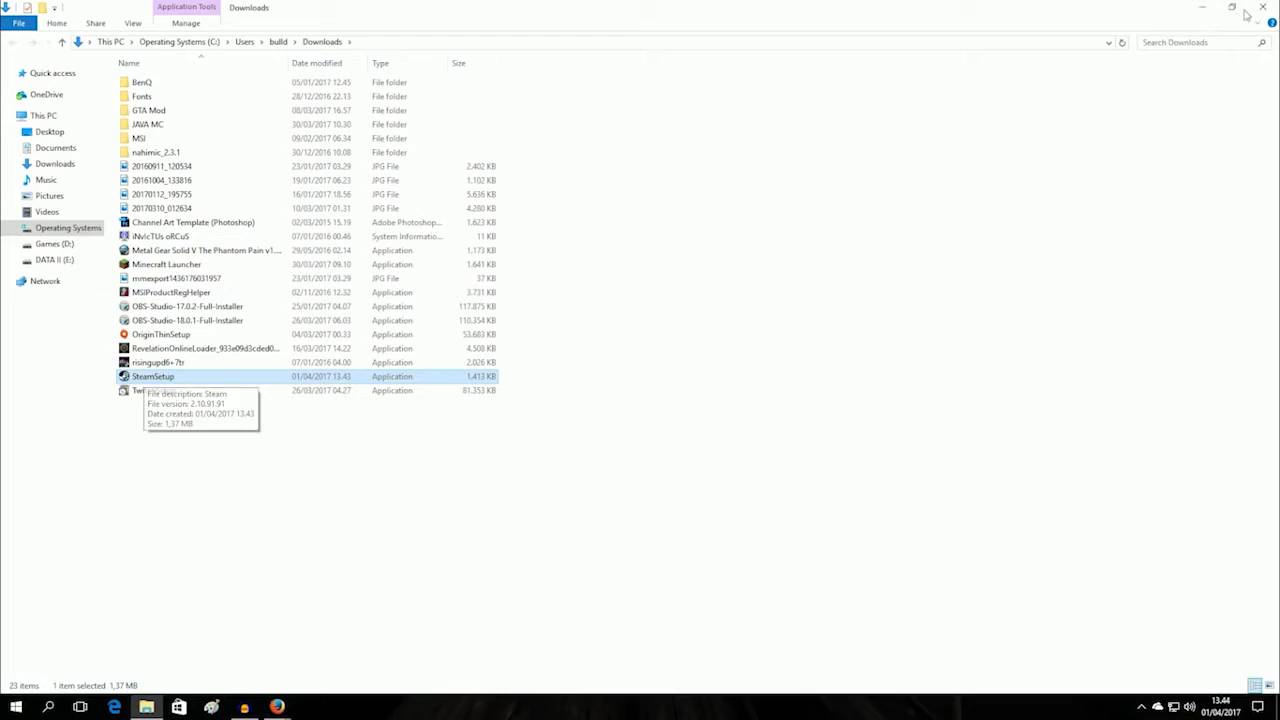 Application Tools Downloads
File Home Share View Manage
This PC Operating Systems (C:) Users bulld Downloads Search Downloads
Name Date modified Type Size
Quick access
OneDrive
This PC
Desktop
Documents
Downloads
Music
Pictures
Videos
Operating Systems
Games (D:)
DATA II (E:)
Network
BenQ 05/01/2017 12.45 File folder
Fonts 28/12/2016 22.13 File folder
GTA Mod 08/03/2017 16.57 File folder
JAVA MC 30/03/2017 10.30 File folder
MSI 09/02/2017 06.34 File folder
nahimic_2.3.1 30/12/2016 10.08 File folder
20160911_120534 23/01/2017 03.29 JPG File 2.402 KB
20161004_133816 19/01/2017 06.23 JPG File 1.102 KB
20170112_195755 16/01/2017 18.56 JPG File 5.636 KB
20170310_012634 10/03/2017 01.31 JPG File 4.280 KB
Channel Art Template (Photoshop) 02/03/2015 15.19 Adobe Photoshop... 1.623 KB
iNvIcTUs oRCuS 07/01/2016 00.46 System Informatio... 11 KB
Metal Gear Solid V The Phantom Pain v1.... 29/05/2016 02.14 Application 1.173 KB
Minecraft Launcher 30/03/2017 09.10 Application 1.641 KB
mmexport1436176031957 23/01/2017 03.29 JPG File 37 KB
MSIProductRegHelper 02/11/2016 12.32 Application 3.731 KB
OBS-Studio-17.0.2-Full-Installer 25/01/2017 04.07 Application 117.875 KB
OBS-Studio-18.0.1-Full-Installer 26/03/2017 06.03 Application 110.354 KB
OriginThinSetup 04/03/2017 00.33 Application 53.683 KB
RevelationOnlineLoader_933e09d3cded0... 16/03/2017 14.22 Application 4.508 KB
risingupd6+7tr 07/01/2016 04.00 Application 2.026 KB
SteamSetup 01/04/2017 13.43 Application 1.413 KB
26/03/2017 04.27 Application 81.353 KB
File description: Steam
File version: 2.10.91.91
Date created: 01/04/2017 13.43
Size: 1,37 MB
23 items 1 item selected 1,37 MB
13.44
01/04/2017